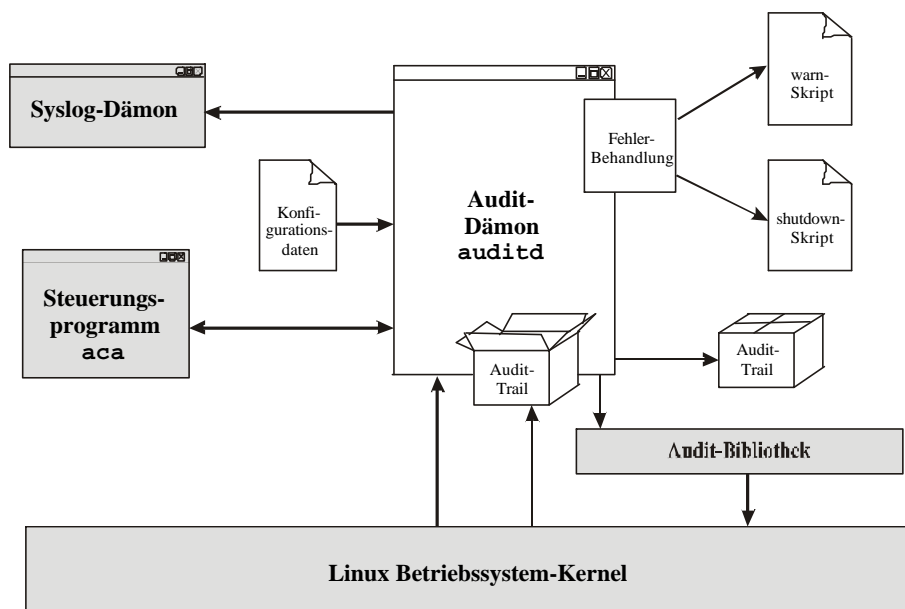 warn-
Skript
Syslog-Dämon
Fehler-
Behandlung
Konfi-
gurations-
daten
Audit-
Dämon
auditd
shutdown-
Skript
Steuerungs-
programm
aca
Audit-
Trail
Audit-
Trail
Audit-Bibliothek
Linux Betriebssystem-Kernel